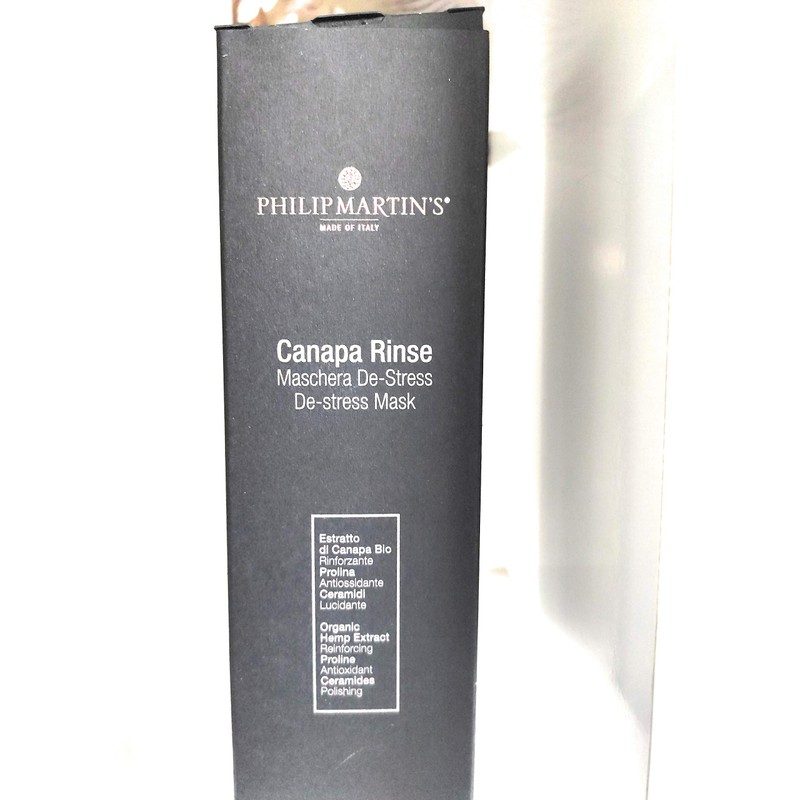 PHILIP MARTIN'S®
MADE OF ITALY
Canapa Rinse
Maschera De-Stress
De-stress Mask
Estratto
di Canapa Bio
Rinforzante
Prolina
Antiossidante
Ceramidi
Lucidante
Organic
Hemp Extract
Reinforcing
Proline
Antioxidant
Ceramides
Polishing